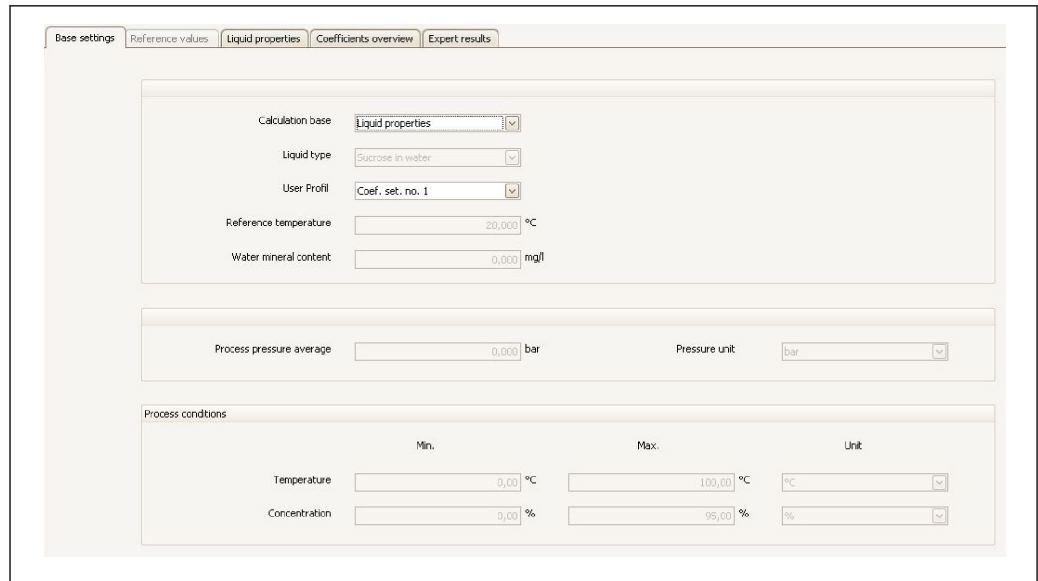 Base settings Reference values Liquid properties Coefficients overview Expert results
Calculation base Liquid properties
Liquid type Sucrose in water
User Profil Coef. set. no. 1
Reference temperature 20,000 °C
Water mineral content 0,000 mg/l
Process pressure average 0,000 bar Pressure unit bar
Process condtions
Min. Max. Unit
Temperature 0,00 °C 100,00 °C °C
Concentration 0,00 % 95,00 % %